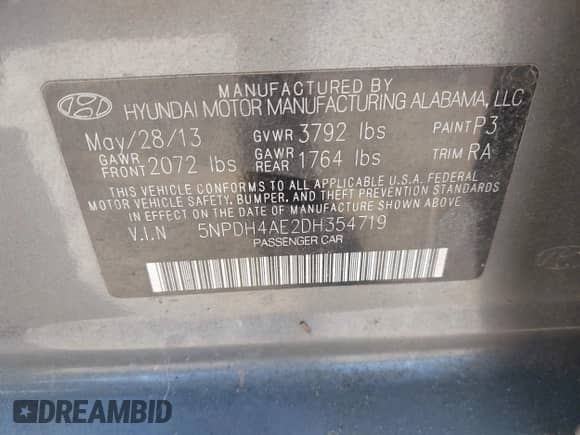 MANUFACTURED BY
HYUNDAI MOTOR MANUFACTURING ALABAMA, LLC
May/28/13 GVWR 3792 lbs PAINT P3
GAWR FRONT 2072 lbs GAWR REAR 1764 lbs TRIM RA
THIS VEHICLE CONFORMS TO ALL APPLICABLE U.S.A. FEDERAL
MOTOR VEHICLE SAFETY, BUMPER, AND THEFT PREVENTION STANDARDS
IN EFFECT ON THE DATE OF MANUFACTURE SHOWN ABOVE
V.I.N 5NPDH4AE2DH354719
PASSENGER CAR
DREAMBID